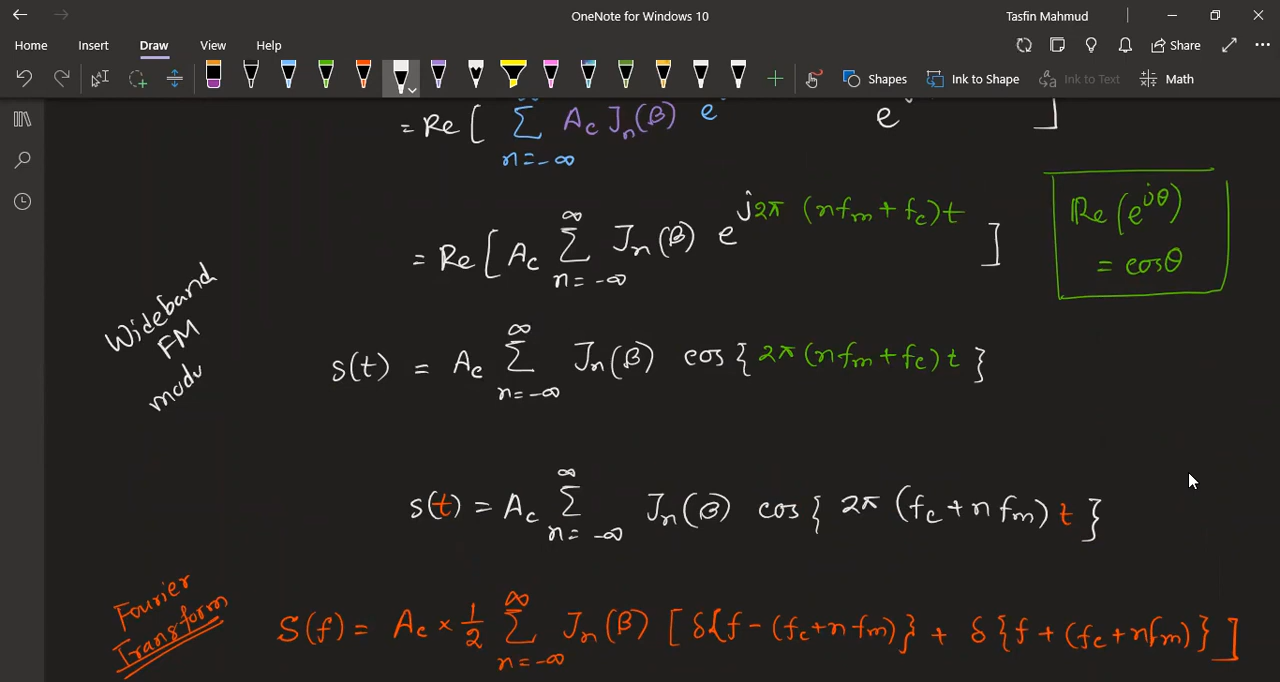 OneNote for Windows 10
Tasfin Mahmud
Home Insert Draw View Help
Share
Shapes Ink to Shape Ink to Text Math
= Re [ ∑ n=-∞ A_c J_n(β) e e ]
= Re [ A_c ∑_{n=-∞}^{∞} J_n(β) e^{j2π (nf_m + f_c)t} ]
Re(e^{jθ})
= cosθ
Wideband
FM
modu
s(t) = A_c ∑_{n=-∞}^{∞} J_n(β) cos{ 2π(nf_m + f_c)t }
s(t) = A_c ∑_{n=-∞}^{∞} J_n(β) cos{ 2π (f_c + n f_m) t }
Fourier
Transform
S(f) = A_c × 1/2 ∑_{n=-∞}^{∞} J_n(β) [ δ{f - (f_c + n f_m)} + δ{f + (f_c + nf_m)} ]